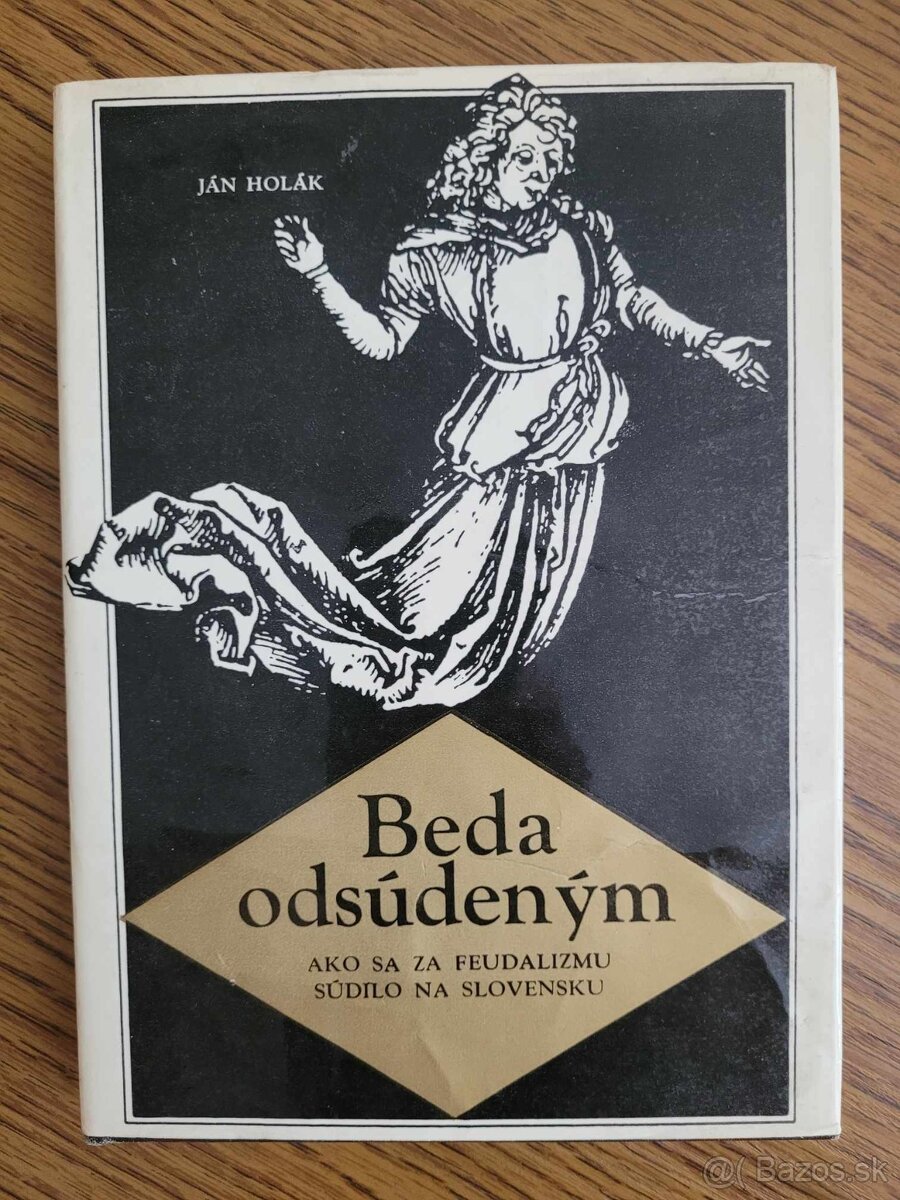 JÁN HOLÁK
Beda
odsúdeným
AKO SA ZA FEUDALIZMU
SÚDILO NA SLOVENSKU
@( Bazos.sk